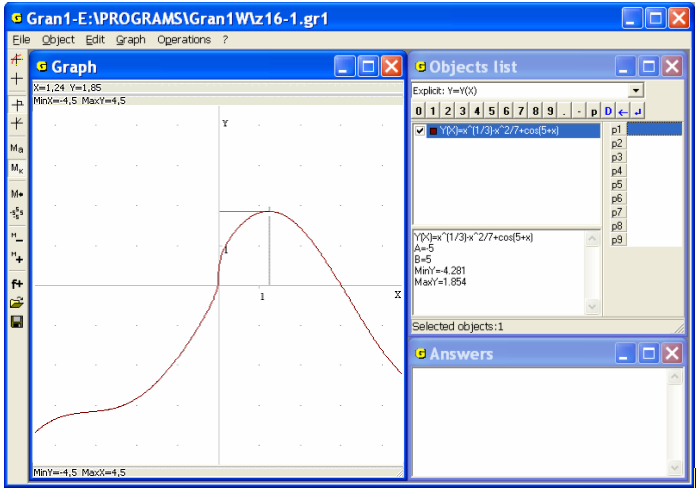 Gran1-E:\PROGRAMS\Gran1W\z16-1.gr1
File Object Edit Graph Operations ?
Graph
X=1,24 Y=1,85
MinX=-4,5 MaxY=4,5
Y
1
1
X
MinY=-4,5 MaxX=4,5
Ma
Mк
M
H
H
f+
Objects list
Explicit: Y=Y(X)
0 1 2 3 4 5 6 7 8 9 . - p D ← ↲
Y(X)=x^(1/3)-x^2/7+cos(5+x)
p1
p2
p3
p4
p5
p6
p7
p8
p9
Y(X)=x^(1/3)-x^2/7+cos(5+x)
A=-5
B=5
MinY=-4.281
MaxY=1.854
Selected objects:1
Answers